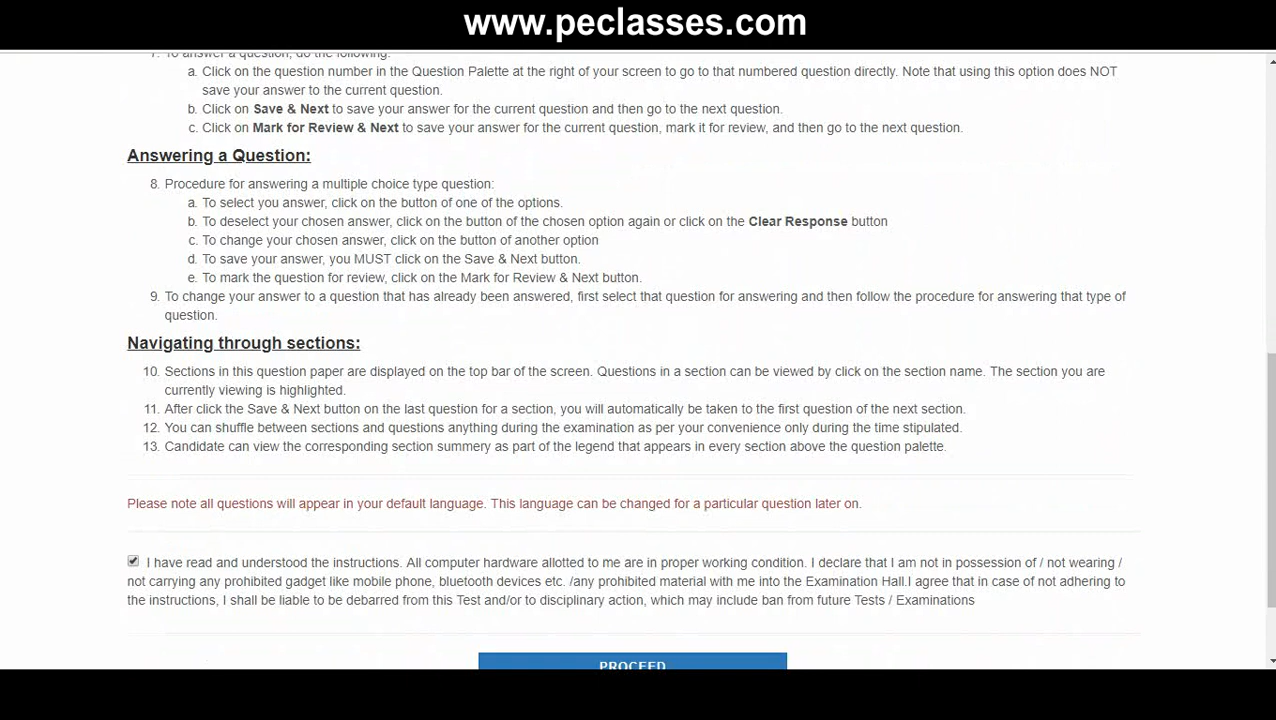 www.peclasses.com
7. To answer a question, do the following:
a. Click on the question number in the Question Palette at the right of your screen to go to that numbered question directly. Note that using this option does NOT
save your answer to the current question.
b. Click on Save & Next to save your answer for the current question and then go to the next question.
c. Click on Mark for Review & Next to save your answer for the current question, mark it for review, and then go to the next question.
Answering a Question:
8. Procedure for answering a multiple choice type question:
a. To select you answer, click on the button of one of the options.
b. To deselect your chosen answer, click on the button of the chosen option again or click on the Clear Response button
c. To change your chosen answer, click on the button of another option
d. To save your answer, you MUST click on the Save & Next button.
e. To mark the question for review, click on the Mark for Review & Next button.
9. To change your answer to a question that has already been answered, first select that question for answering and then follow the procedure for answering that type of
question.
Navigating through sections:
10. Sections in this question paper are displayed on the top bar of the screen. Questions in a section can be viewed by click on the section name. The section you are
currently viewing is highlighted.
11. After click the Save & Next button on the last question for a section, you will automatically be taken to the first question of the next section.
12. You can shuffle between sections and questions anything during the examination as per your convenience only during the time stipulated.
13. Candidate can view the corresponding section summery as part of the legend that appears in every section above the question palette.
Please note all questions will appear in your default language. This language can be changed for a particular question later on.
I have read and understood the instructions. All computer hardware allotted to me are in proper working condition. I declare that I am not in possession of / not wearing /
not carrying any prohibited gadget like mobile phone, bluetooth devices etc. /any prohibited material with me into the Examination Hall.I agree that in case of not adhering to
the instructions, I shall be liable to be debarred from this Test and/or to disciplinary action, which may include ban from future Tests / Examinations
PROCEED